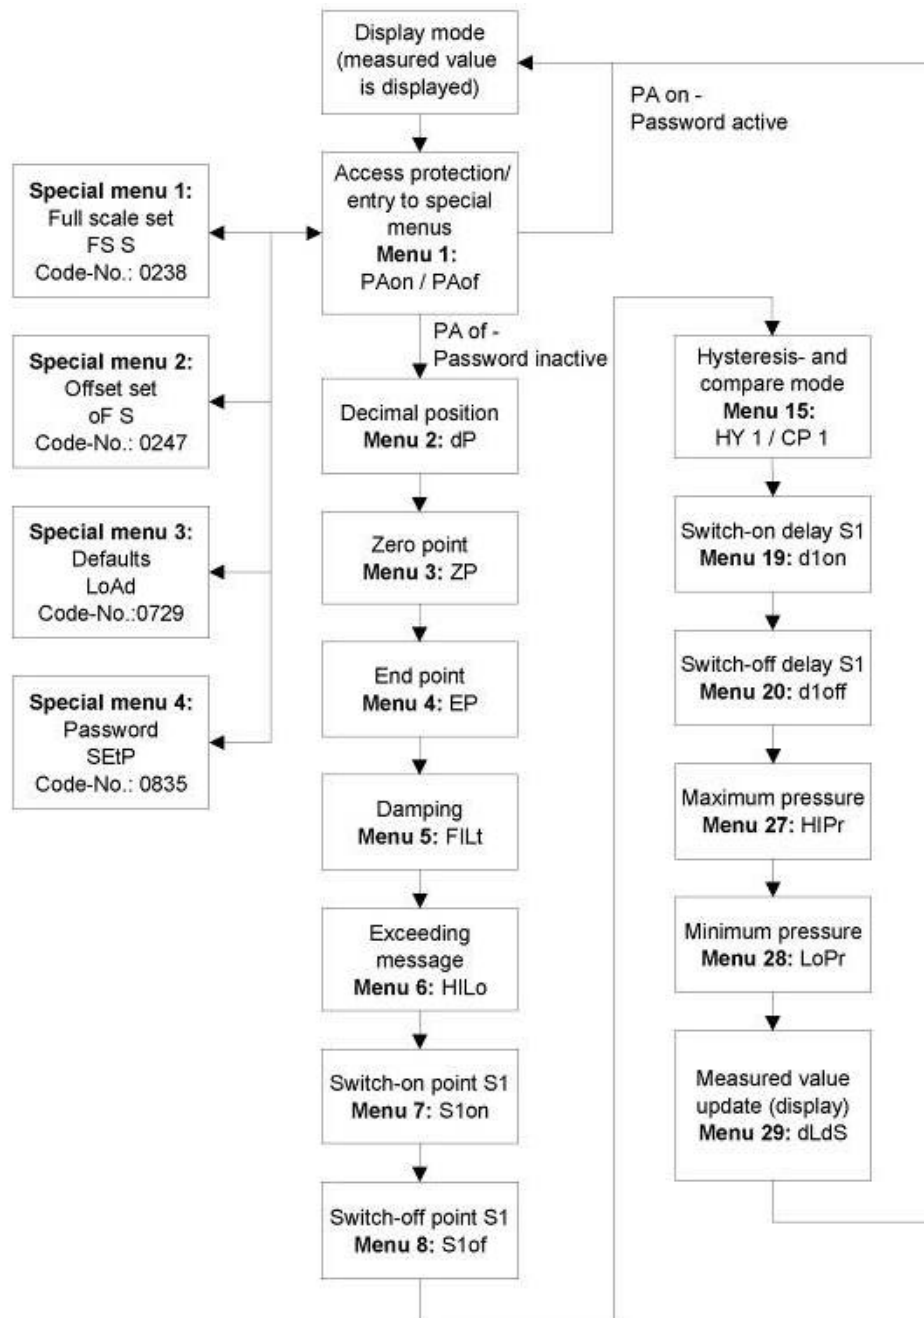 Display mode
(measured value
is displayed)
PA on -
Password active
Access protection/
entry to special
menus
Menu 1:
PAon / PAof
Special menu 1:
Full scale set
FS S
Code-No.: 0238
Special menu 2:
Offset set
oF S
Code-No.: 0247
Special menu 3:
Defaults
LoAd
Code-No.:0729
Special menu 4:
Password
SEtP
Code-No.: 0835
PA of -
Password inactive
Decimal position
Menu 2: dP
Zero point
Menu 3: ZP
End point
Menu 4: EP
Damping
Menu 5: FILt
Exceeding
message
Menu 6: HILo
Switch-on point S1
Menu 7: S1on
Switch-off point S1
Menu 8: S1of
Hysteresis- and
compare mode
Menu 15:
HY 1 / CP 1
Switch-on delay S1
Menu 19: d1on
Switch-off delay S1
Menu 20: d1off
Maximum pressure
Menu 27: HIPr
Minimum pressure
Menu 28: LoPr
Measured value
update (display)
Menu 29: dLdS